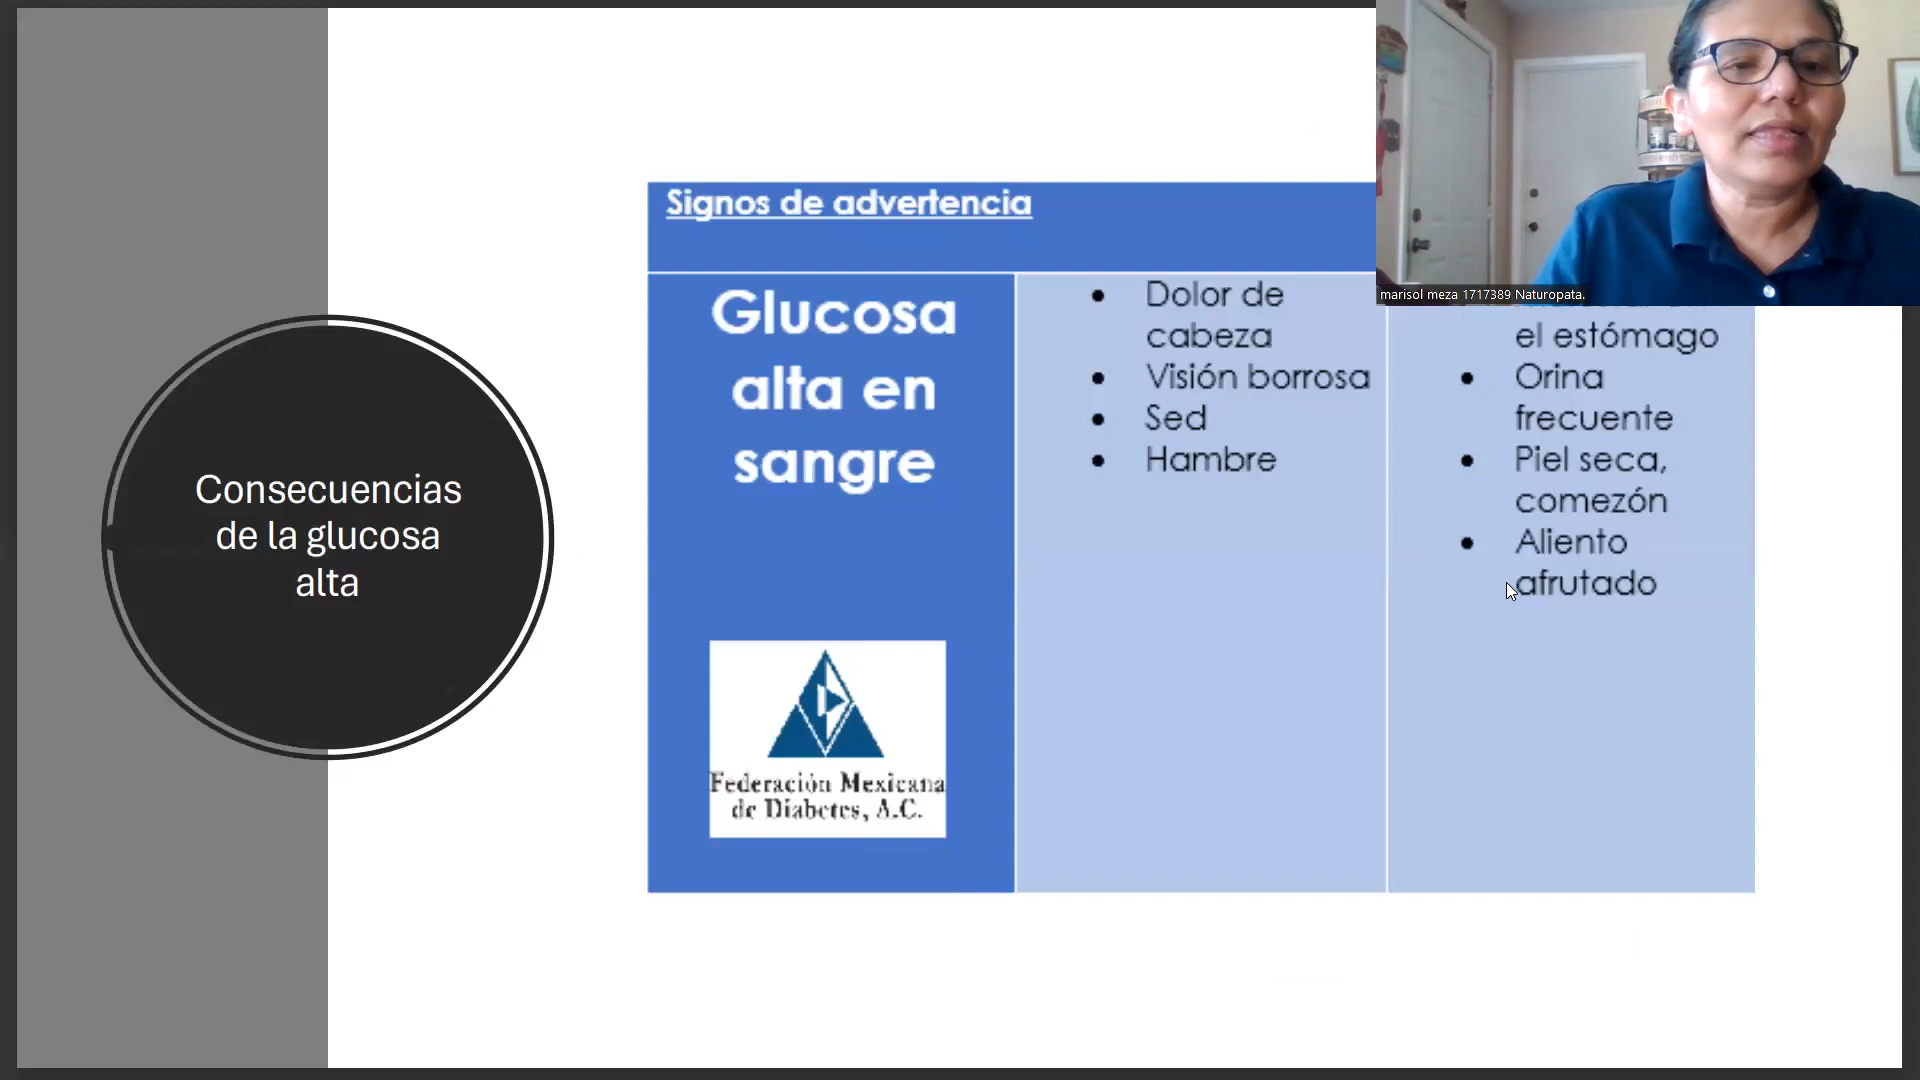 Consecuencias
de la glucosa
alta
Signos de advertencia
Glucosa
alta en
sangre
Federación Mexicana
de Diabetes, A.C.
• Dolor de
cabeza
• Visión borrosa
• Sed
• Hambre
el estómago
• Orina
frecuente
• Piel seca,
comezón
• Aliento
afrutado
marisol meza 1717389 Naturopata.